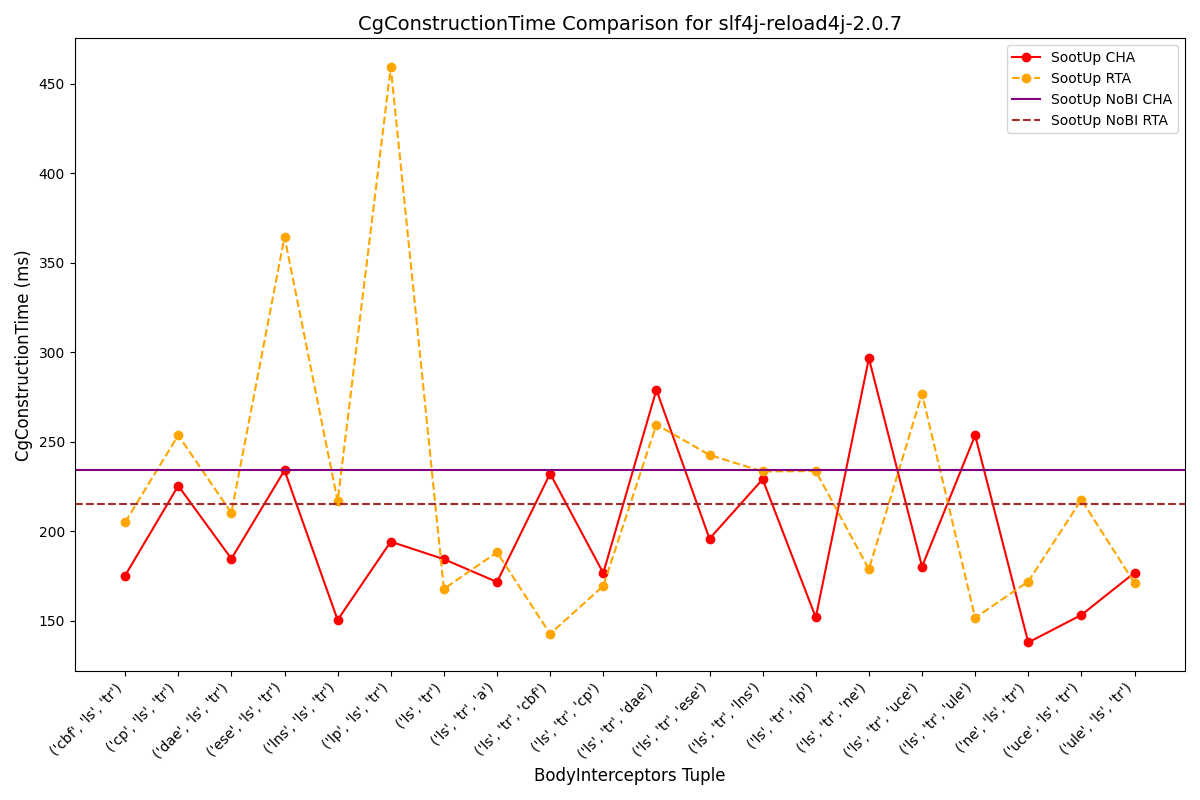 CgConstructionTime Comparison for slf4j-reload4j-2.0.7
SootUp CHA
SootUp RTA
SootUp NoBI CHA
SootUp NoBI RTA
CgConstructionTime (ms)
450
400
350
300
250
200
150
('cbf', 'ls', 'tr')
('cp', 'ls', 'tr')
('dae', 'ls', 'tr')
('ese', 'ls', 'tr')
('lns', 'ls', 'tr')
('lp', 'ls', 'tr')
('ls', 'tr')
('ls', 'tr', 'a')
('ls', 'tr', 'cbf')
('ls', 'tr', 'cp')
('ls', 'tr', 'dae')
('ls', 'tr', 'ese')
('ls', 'tr', 'lns')
('ls', 'tr', 'lp')
('ls', 'tr', 'ne')
('ls', 'tr', 'uce')
('ls', 'tr', 'ule')
('ne', 'ls', 'tr')
('uce', 'ls', 'tr')
('ule', 'ls', 'tr')
BodyInterceptors Tuple